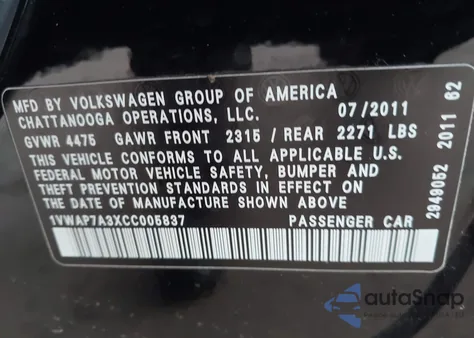 MFD BY VOLKSWAGEN GROUP OF AMERICA
CHATTANOOGA OPERATIONS, LLC. 07/2011
GVWR 4475 GAWR FRONT 2315/REAR 2271 LBS
THIS VEHICLE CONFORMS TO ALL APPLICABLE U.S.
FEDERAL MOTOR VEHICLE SAFETY, BUMPER AND
THEFT PREVENTION STANDARDS IN EFFECT ON
THE DATE OF MANUFACTURE SHOWN ABOVE
1VWAP7A3XCC005837 PASSENGER CAR
2949052 2011 62
autoSnap